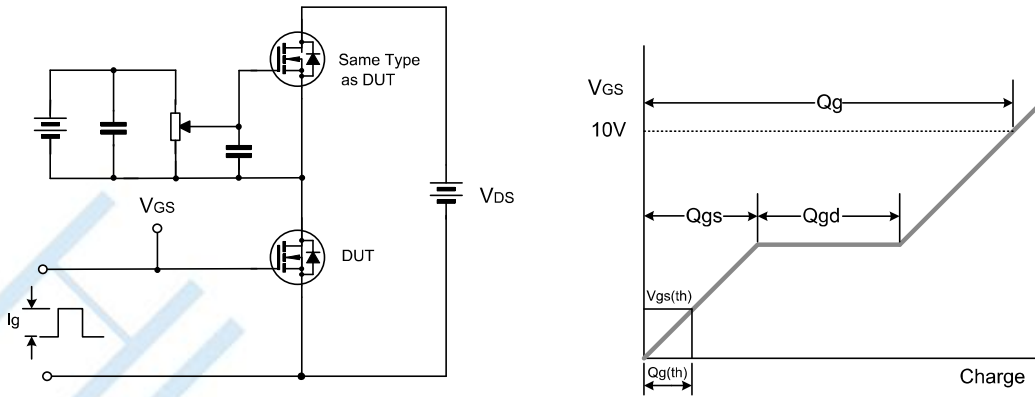 Same Type
as DUT
VDS
VGS
DUT
Ig
VGS
Qg
10V
Qgs
Qgd
Vgs(th)
Qg(th)
Charge